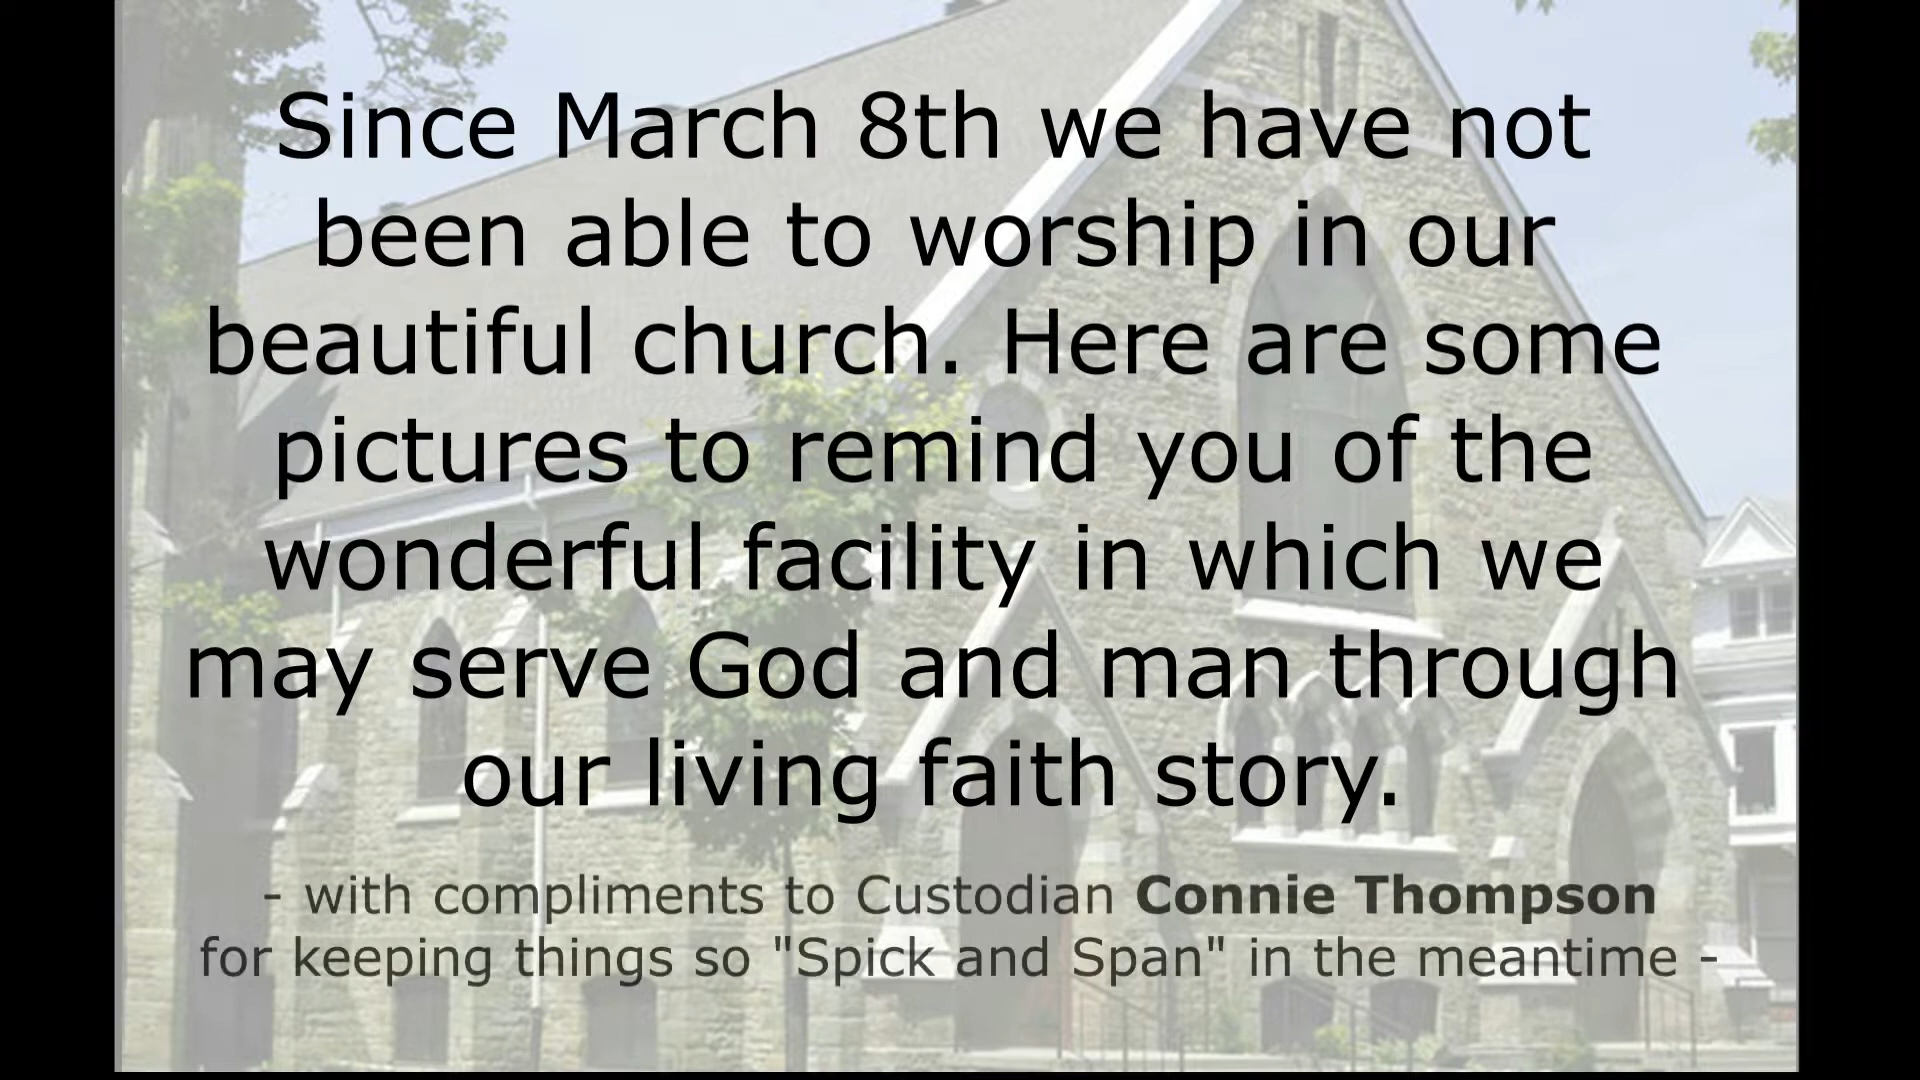 Since March 8th we have not
been able to worship in our
beautiful church. Here are some
pictures to remind you of the
wonderful facility in which we
may serve God and man through
our living faith story.
- with compliments to Custodian Connie Thompson
for keeping things so "Spick and Span" in the meantime -